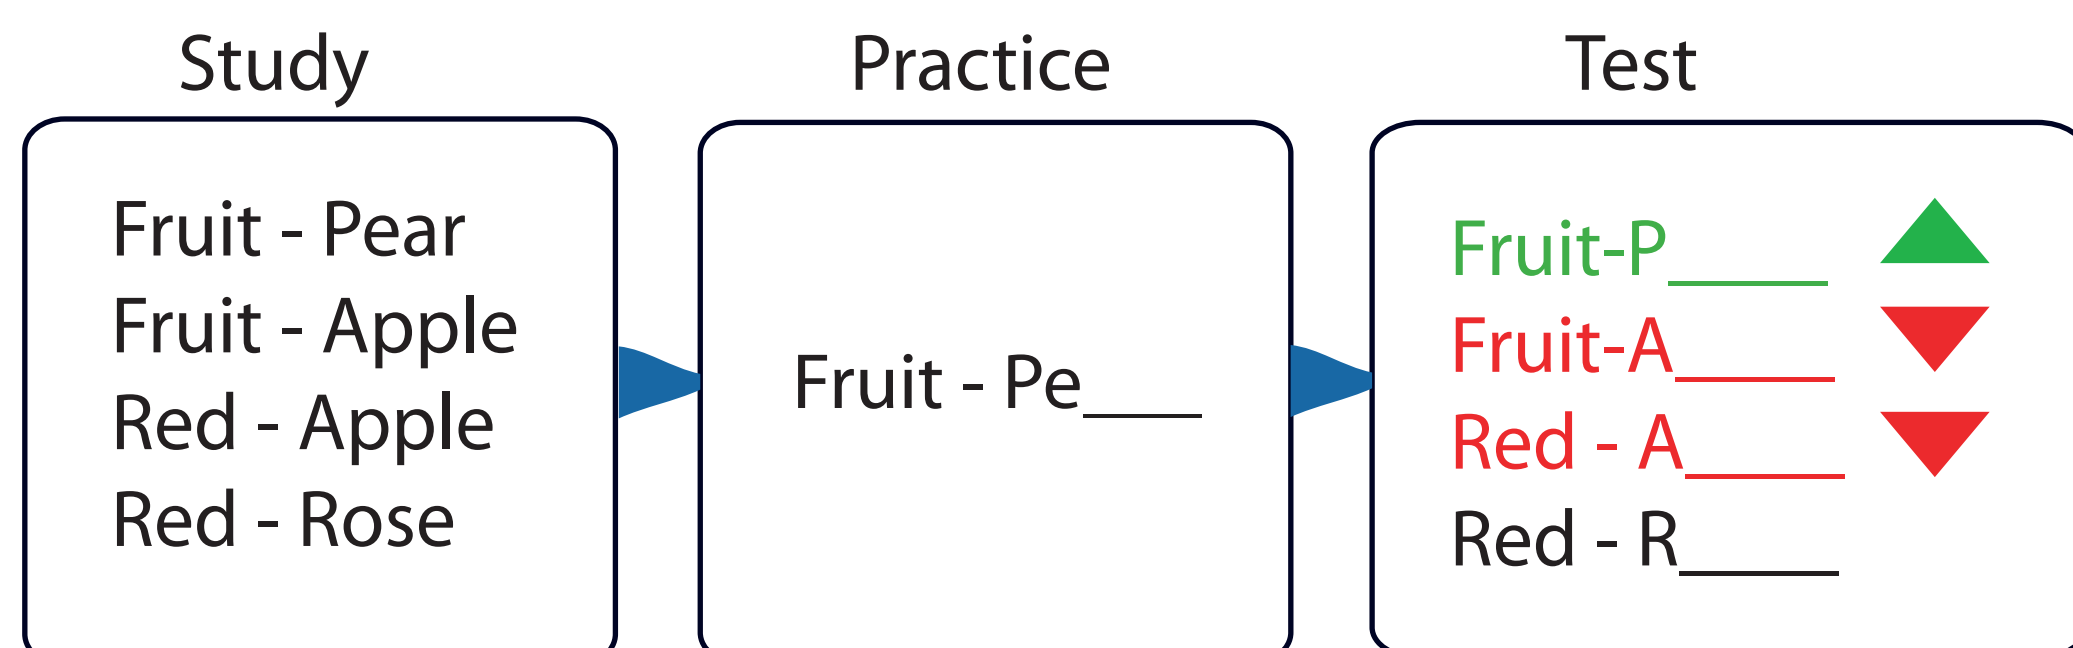 Study
Fruit - Pear
Fruit - Apple
Red - Apple
Red - Rose
Practice
Fruit - Pe____
Test
Fruit-P_____
Fruit-A_____
Red - A_____
Red - R_____